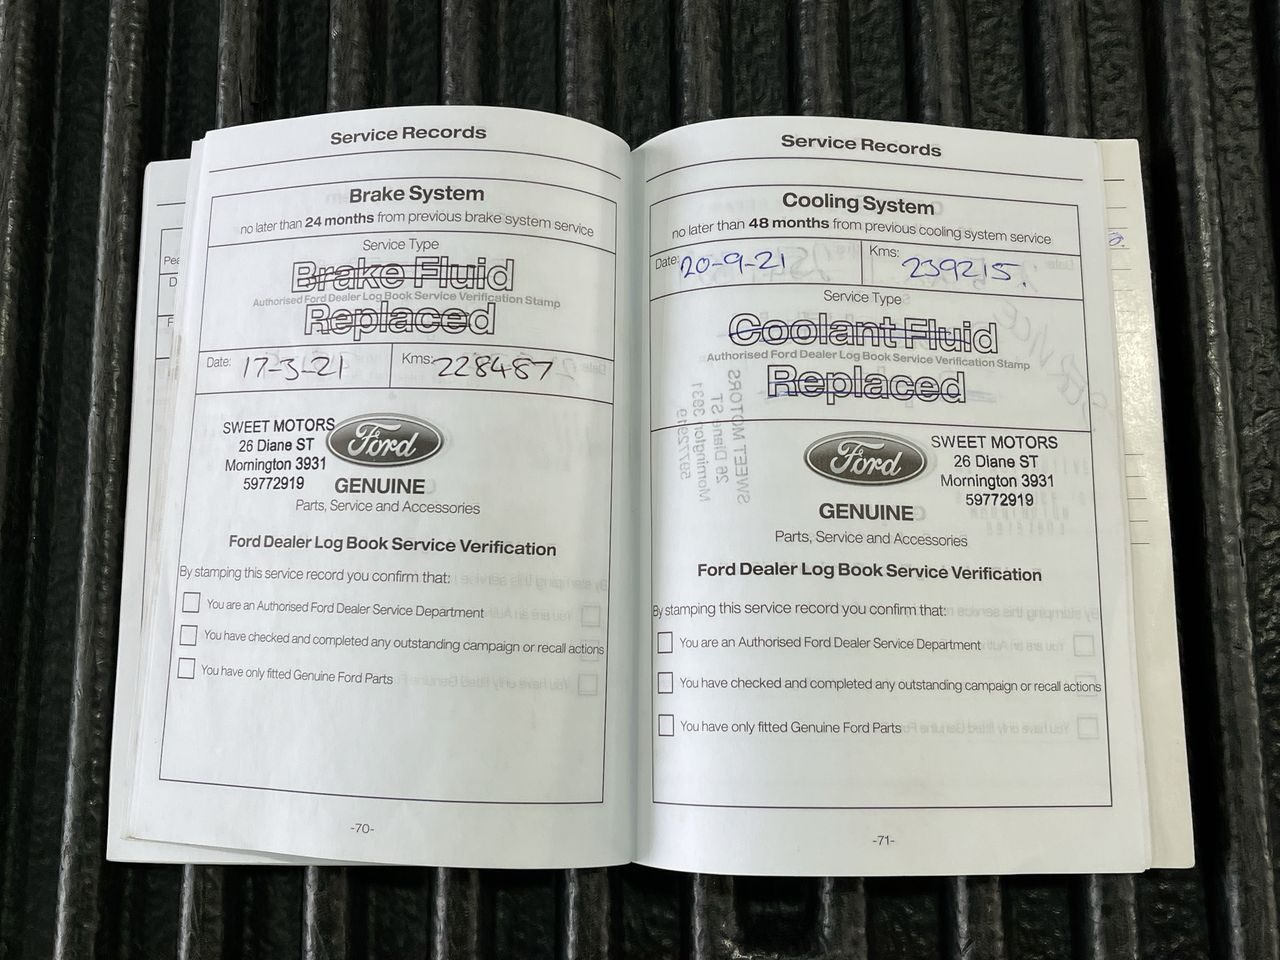 Service Records
Brake System
no later than 24 months from previous brake system service
Service Type
Brake Fluid
Authorised Ford Dealer Log Book Service Verification Stamp
Replaced
Date: 17-3-21 Kms: 228487
SWEET MOTORS
26 Diane ST
Mornington 3931
59772919
Ford
GENUINE
Parts, Service and Accessories
Ford Dealer Log Book Service Verification
By stamping this service record you confirm that:
You are an Authorised Ford Dealer Service Department
You have checked and completed any outstanding campaign or recall actions
You have only fitted Genuine Ford Parts
-70-
Service Records
Cooling System
no later than 48 months from previous cooling system service
Date: 20-9-21 Kms: 239215.
Service Type
Coolant Fluid
Authorised Ford Dealer Log Book Service Verification Stamp
Replaced
SWEET MOTORS
26 Diane ST
Mornington 3931
59772919
Ford
SWEET MOTORS
26 Diane ST
Mornington 3931
59772919
GENUINE
Parts, Service and Accessories
Ford Dealer Log Book Service Verification
By stamping this service record you confirm that:
You are an Authorised Ford Dealer Service Department
You have checked and completed any outstanding campaign or recall actions
You have only fitted Genuine Ford Parts
-71-